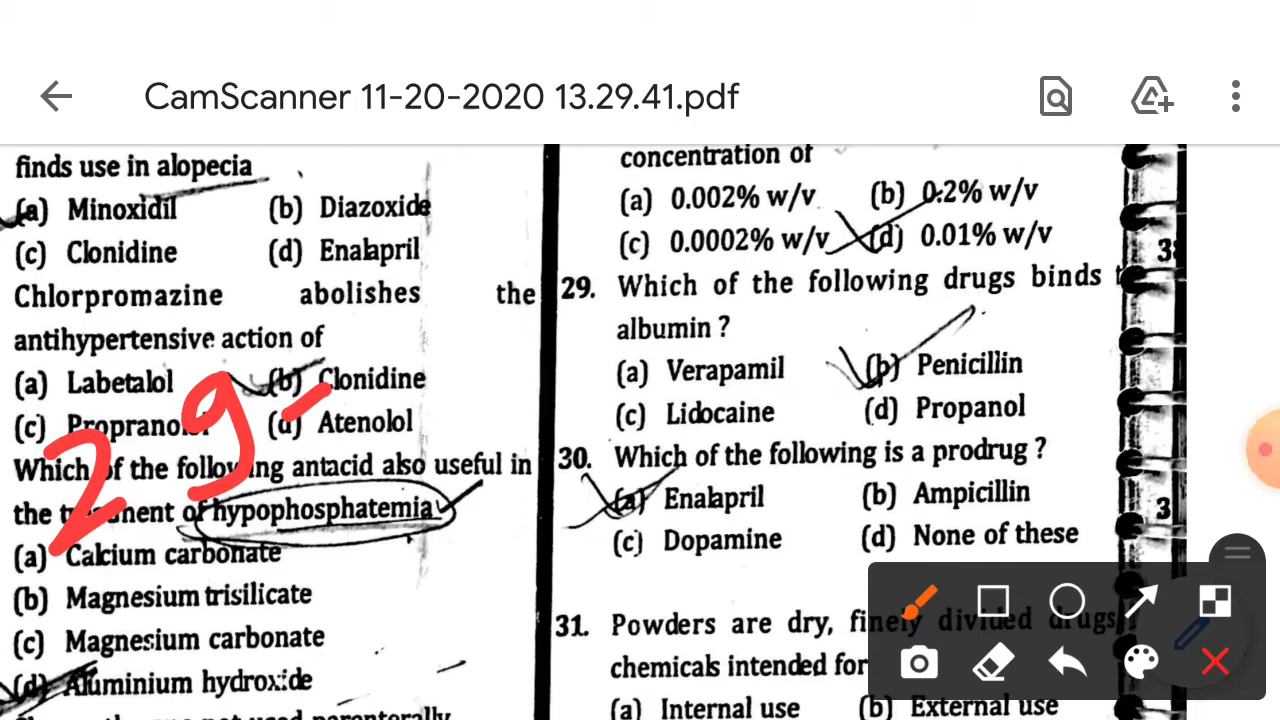 CamScanner 11-20-2020 13.29.41.pdf
finds use in alopecia
(a) Minoxidil (b) Diazoxide
(c) Clonidine (d) Enalapril
Chlorpromazine abolishes the
antihypertensive action of
(a) Labetalol (b) Clonidine
(c) Propranolol (d) Atenolol
Which of the following antacid also useful in
the treatment of hypophosphatemia
(a) Calcium carbonate
(b) Magnesium trisilicate
(c) Magnesium carbonate
(d) Aluminium hydroxide
not used parenterally
29-
concentration of
(a) 0.002% w/v (b) 0.2% w/v
(c) 0.0002% w/v (d) 0.01% w/v
29. Which of the following drugs binds
albumin ?
(a) Verapamil (b) Penicillin
(c) Lidocaine (d) Propanol
30. Which of the following is a prodrug ?
(a) Enalapril (b) Ampicillin
(c) Dopamine (d) None of these
31. Powders are dry, finely divided drugs
chemicals intended for
(a) Internal use (b) External use
3